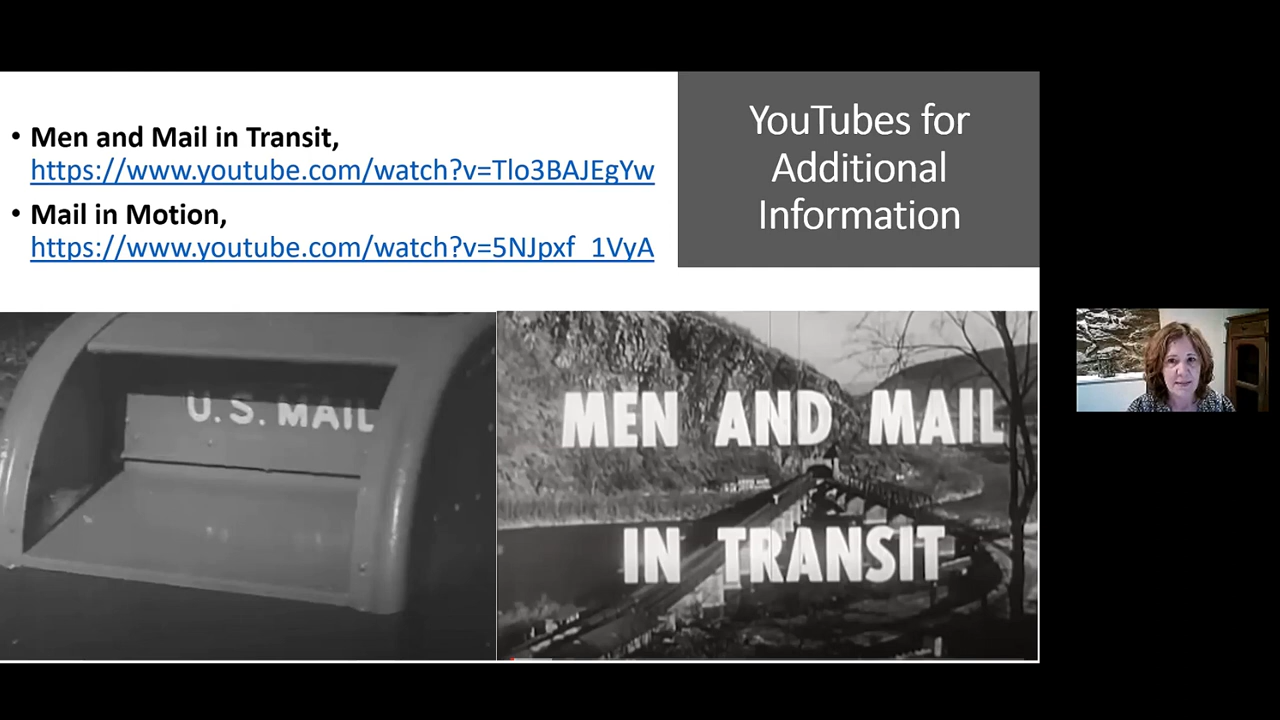 • Men and Mail in Transit,
https://www.youtube.com/watch?v=Tlo3BAJEgYw
• Mail in Motion,
https://www.youtube.com/watch?v=5NJpxf_1VyA
YouTubes for
Additional
Information
U.S. MAIL
MEN AND MAIL
IN TRANSIT